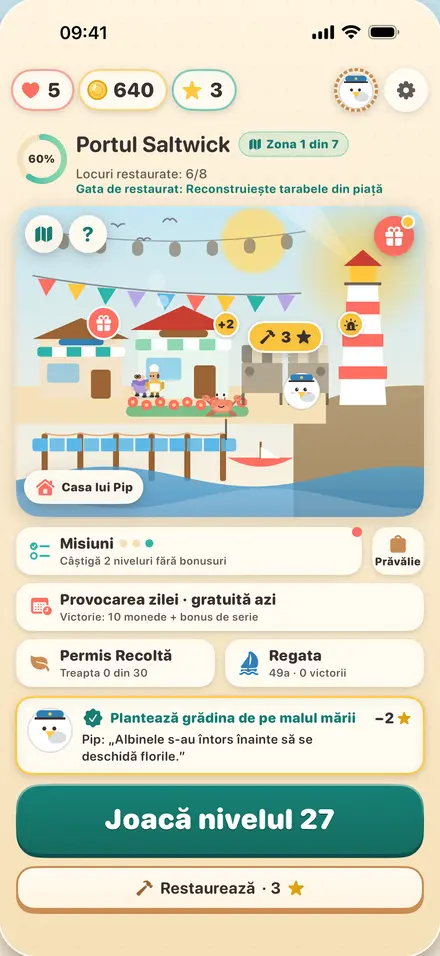 09:41
5
640
3
60%
Portul Saltwick
Zona 1 din 7
Locuri restaurate: 6/8
Gata de restaurat: Reconstruiește tarabele din piață
?
+2
3
Casa lui Pip
Misiuni
Câștigă 2 niveluri fără bonusuri
Prăvălie
Provocarea zilei · gratuită azi
Victorie: 10 monede + bonus de serie
Permis Recoltă
Treapta 0 din 30
Regata
49a · 0 victorii
Plantează grădina de pe malul mării
−2
Pip: „Albinele s-au întors înainte să se
deschidă florile.”
Joacă nivelul 27
Restaurează · 3